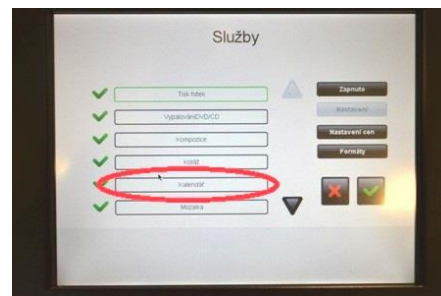 Služby
Tisk fotek
Vypalování DVD/CD
Kompozice
Koláž
Kalendář
Mozaika
Zapnuto
Nastavení
Nastavení cen
Formáty